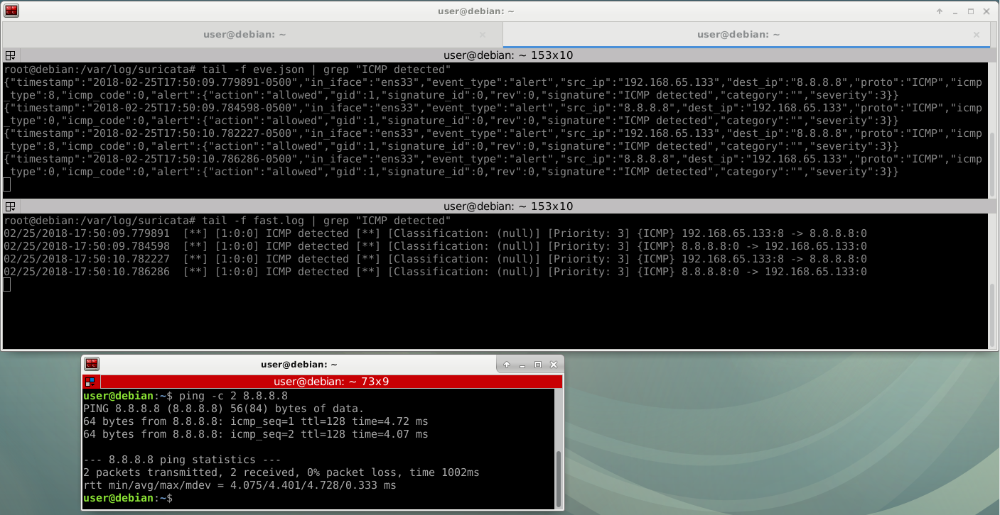 user@debian: ~
user@debian: ~
user@debian: ~
user@debian: ~ 153x10
root@debian:/var/log/suricata# tail -f eve.json | grep "ICMP detected"
{"timestamp":"2018-02-25T17:50:09.779891-0500","in_iface":"ens33","event_type":"alert","src_ip":"192.168.65.133","dest_ip":"8.8.8.8","proto":"ICMP","icmp
_type":8,"icmp_code":0,"alert":{"action":"allowed","gid":1,"signature_id":0,"rev":0,"signature":"ICMP detected","category":"","severity":3}}
{"timestamp":"2018-02-25T17:50:09.784598-0500","in_iface":"ens33","event_type":"alert","src_ip":"8.8.8.8","dest_ip":"192.168.65.133","proto":"ICMP","icmp
_type":0,"icmp_code":0,"alert":{"action":"allowed","gid":1,"signature_id":0,"rev":0,"signature":"ICMP detected","category":"","severity":3}}
{"timestamp":"2018-02-25T17:50:10.782227-0500","in_iface":"ens33","event_type":"alert","src_ip":"192.168.65.133","dest_ip":"8.8.8.8","proto":"ICMP","icmp
_type":8,"icmp_code":0,"alert":{"action":"allowed","gid":1,"signature_id":0,"rev":0,"signature":"ICMP detected","category":"","severity":3}}
{"timestamp":"2018-02-25T17:50:10.786286-0500","in_iface":"ens33","event_type":"alert","src_ip":"8.8.8.8","dest_ip":"192.168.65.133","proto":"ICMP","icmp
_type":0,"icmp_code":0,"alert":{"action":"allowed","gid":1,"signature_id":0,"rev":0,"signature":"ICMP detected","category":"","severity":3}}
user@debian: ~ 153x10
root@debian:/var/log/suricata# tail -f fast.log | grep "ICMP detected"
02/25/2018-17:50:09.779891  [**] [1:0:0] ICMP detected [**] [Classification: (null)] [Priority: 3] {ICMP} 192.168.65.133:8 -> 8.8.8.8:0
02/25/2018-17:50:09.784598  [**] [1:0:0] ICMP detected [**] [Classification: (null)] [Priority: 3] {ICMP} 8.8.8.8:0 -> 192.168.65.133:0
02/25/2018-17:50:10.782227  [**] [1:0:0] ICMP detected [**] [Classification: (null)] [Priority: 3] {ICMP} 192.168.65.133:8 -> 8.8.8.8:0
02/25/2018-17:50:10.786286  [**] [1:0:0] ICMP detected [**] [Classification: (null)] [Priority: 3] {ICMP} 8.8.8.8:0 -> 192.168.65.133:0
user@debian: ~
user@debian: ~ 73x9
user@debian:~$ ping -c 2 8.8.8.8
PING 8.8.8.8 (8.8.8.8) 56(84) bytes of data.
64 bytes from 8.8.8.8: icmp_seq=1 ttl=128 time=4.72 ms
64 bytes from 8.8.8.8: icmp_seq=2 ttl=128 time=4.07 ms
--- 8.8.8.8 ping statistics ---
2 packets transmitted, 2 received, 0% packet loss, time 1002ms
rtt min/avg/max/mdev = 4.075/4.401/4.728/0.333 ms
user@debian:~$